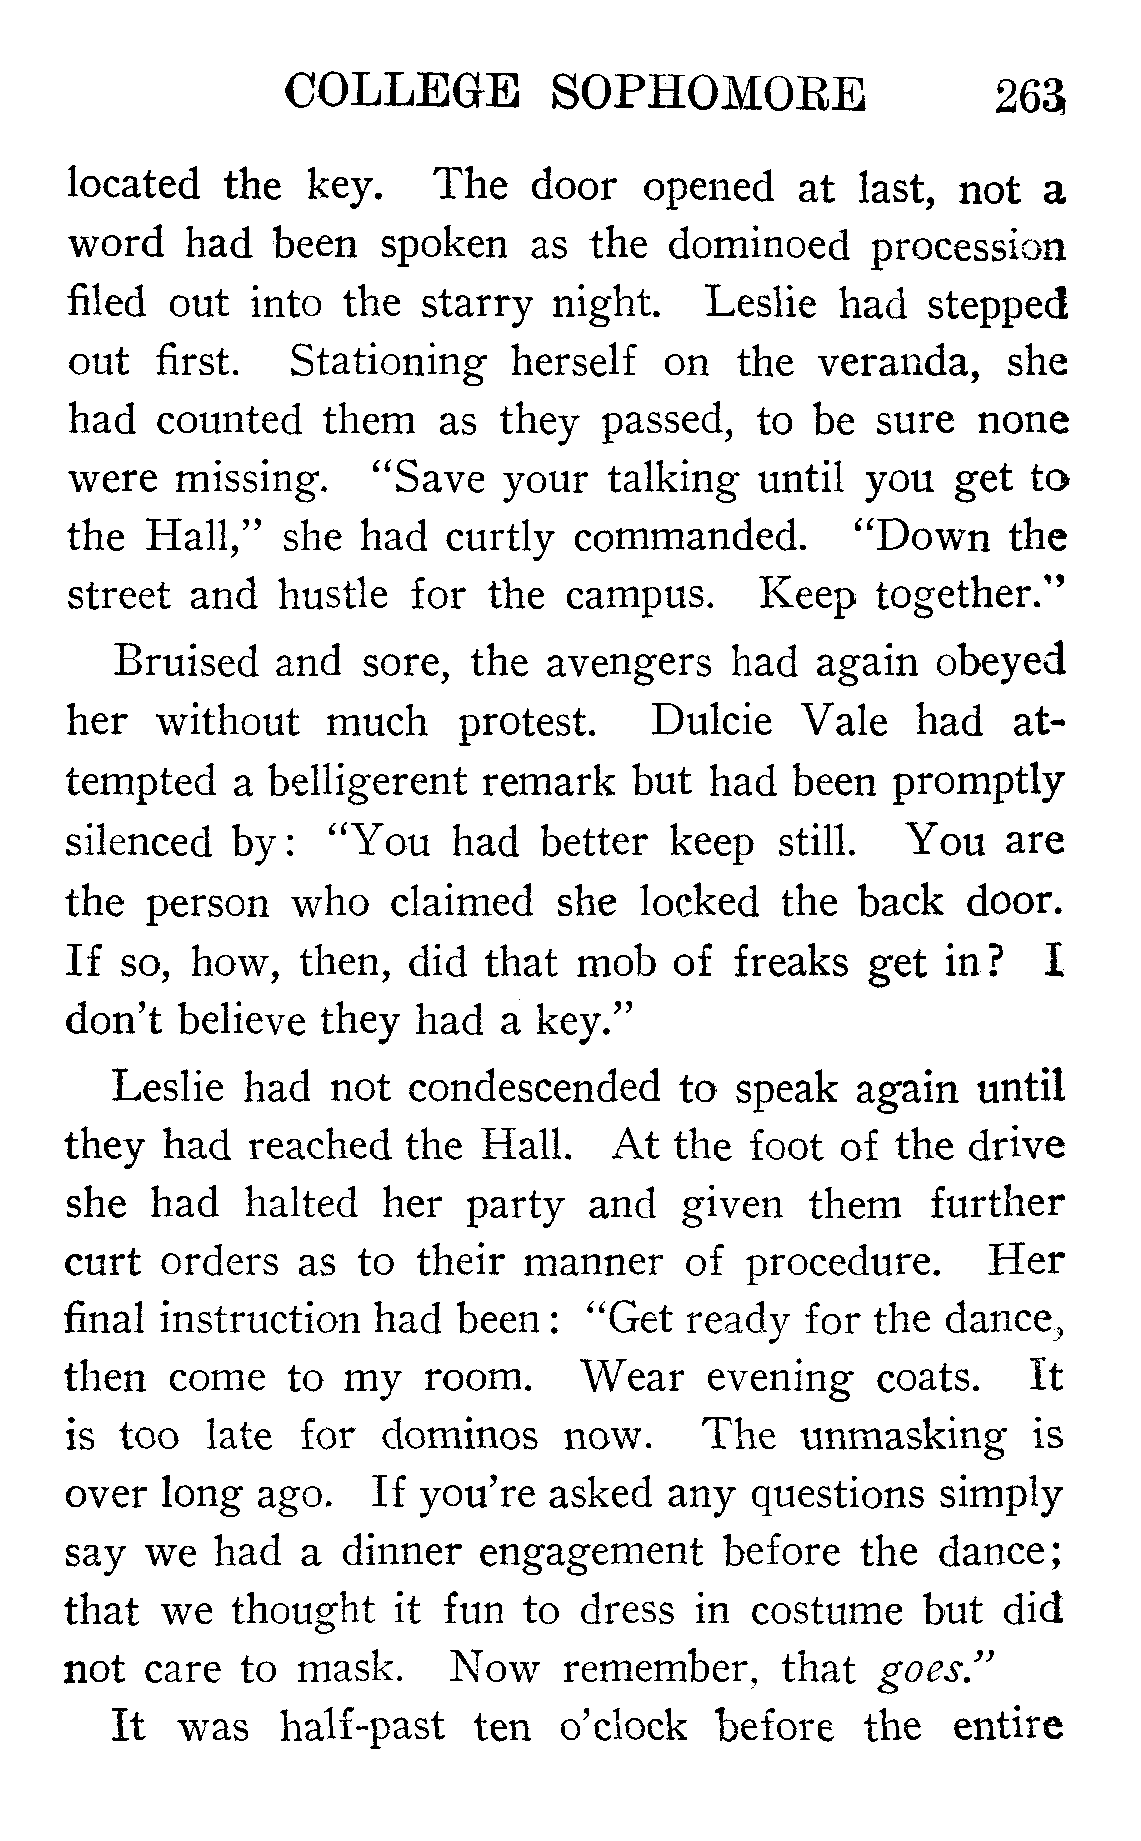 COLLEGE SOPHOMORE 263
located the key. The door opened at last, not a
word had been spoken as the dominoed procession
filed out into the starry night. Leslie had stepped
out first. Stationing herself on the veranda, she
had counted them as they passed, to be sure none
were missing. “Save your talking until you get to
the Hall,” she had curtly commanded. “Down the
street and hustle for the campus. Keep together.”
Bruised and sore, the avengers had again obeyed
her without much protest. Dulcie Vale had at-
tempted a belligerent remark but had been promptly
silenced by: “You had better keep still. You are
the person who claimed she locked the back door.
If so, how, then, did that mob of freaks get in? I
don’t believe they had a key.”
Leslie had not condescended to speak again until
they had reached the Hall. At the foot of the drive
she had halted her party and given them further
curt orders as to their manner of procedure. Her
final instruction had been: “Get ready for the dance,
then come to my room. Wear evening coats. It
is too late for dominos now. The unmasking is
over long ago. If you’re asked any questions simply
say we had a dinner engagement before the dance;
that we thought it fun to dress in costume but did
not care to mask. Now remember, that goes.”
It was half-past ten o’clock before the entire